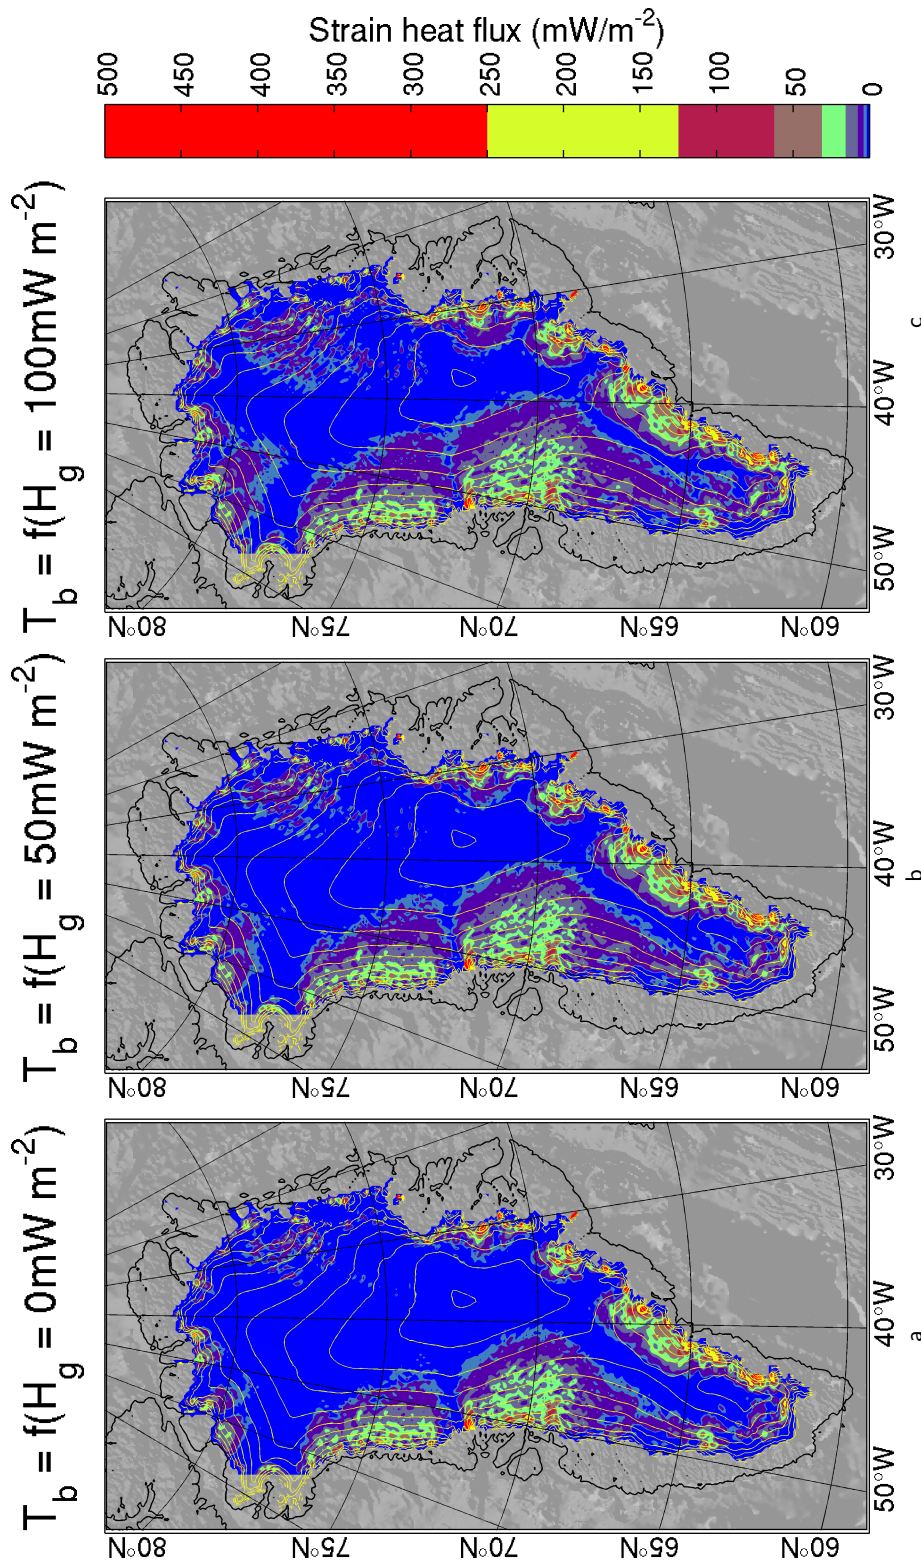 T_b = f(H_g = 0mW m^-2)
80°N
75°N
70°N
65°N
60°N
50°W
40°W
30°W
a
T_b = f(H_g = 50mW m^-2)
80°N
75°N
70°N
65°N
60°N
50°W
40°W
30°W
b
T_b = f(H_g = 100mW m^-2)
80°N
75°N
70°N
65°N
60°N
50°W
40°W
30°W
c
500
450
400
350
300
250
200
150
100
50
0
Strain heat flux (mW/m^-2)